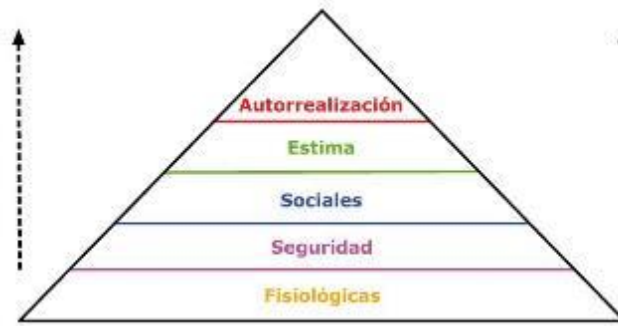 Autorrealización
Estima
Sociales
Seguridad
Fisiológicas